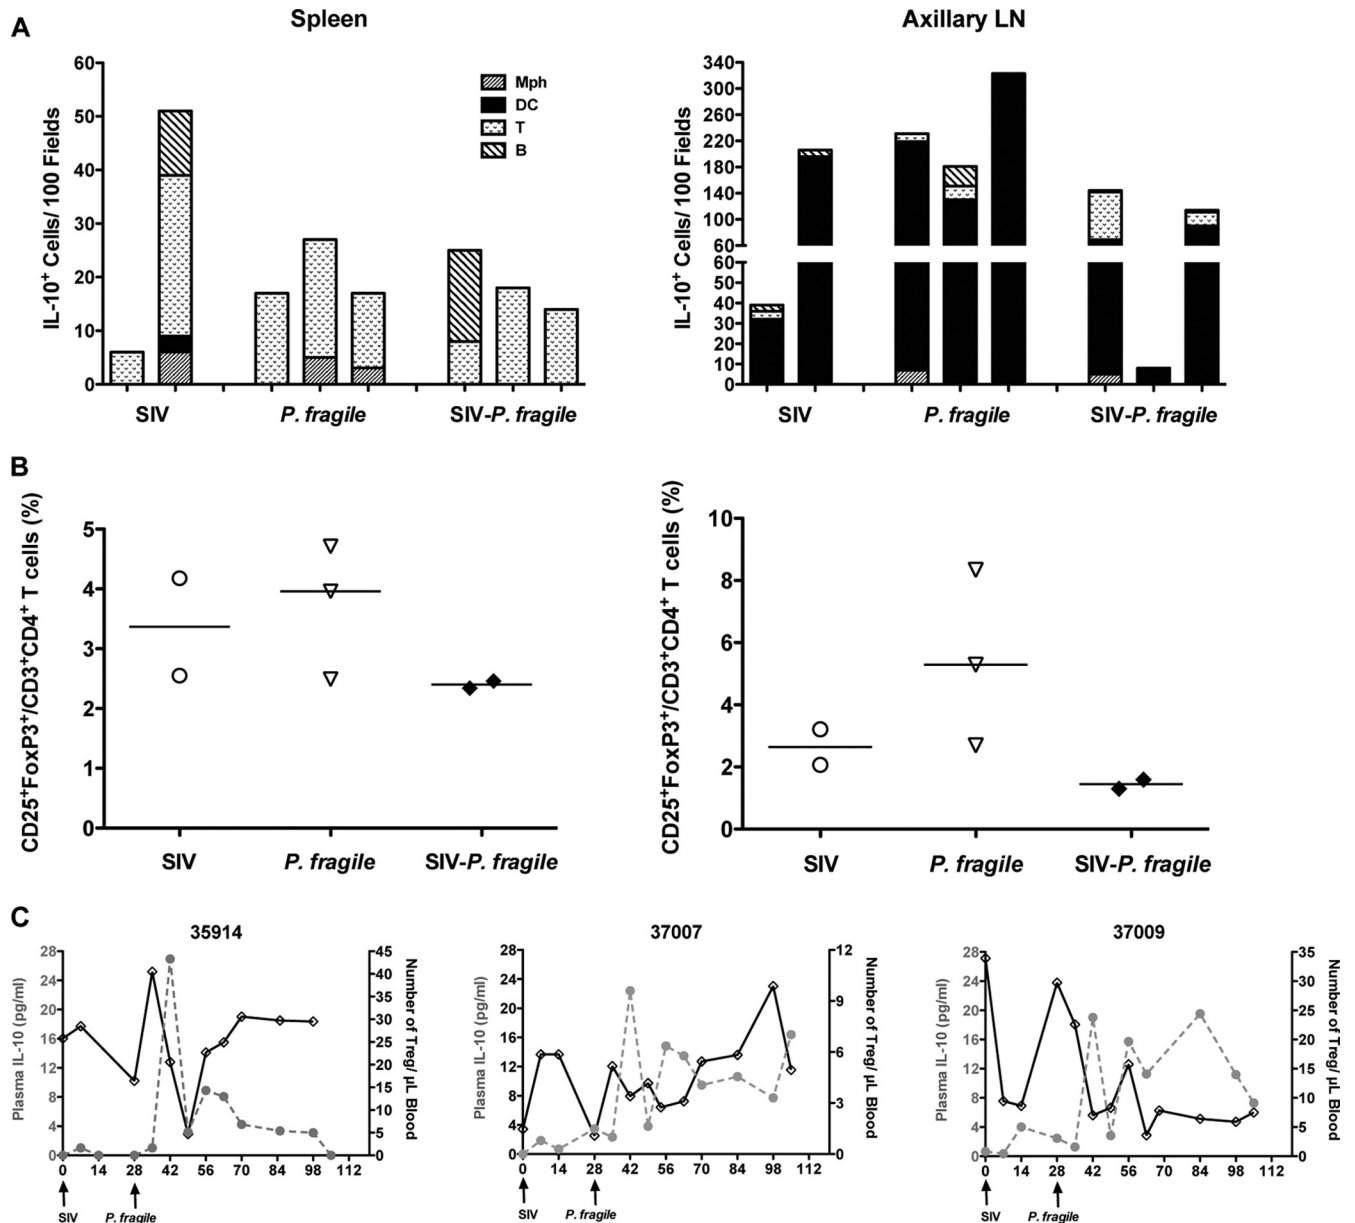 A
Spleen
Axillary LN
IL-10⁺ Cells/ 100 Fields
60
50
40
30
20
10
0
Mph
DC
T
B
SIV
P. fragile
SIV-P. fragile
IL-10⁺ Cells/ 100 Fields
340
300
260
220
180
140
100
60
60
50
40
30
20
10
0
SIV
P. fragile
SIV-P. fragile
B
CD25⁺FoxP3⁺/CD3⁺CD4⁺ T cells (%)
5
4
3
2
1
0
SIV
P. fragile
SIV-P. fragile
CD25⁺FoxP3⁺/CD3⁺CD4⁺ T cells (%)
10
8
6
4
2
0
SIV
P. fragile
SIV-P. fragile
C
35914
Plasma IL-10 (pg/ml)
28
24
20
16
12
8
4
0
45
40
35
30
25
20
15
10
5
0
Number of Treg/ µL Blood
0 14 28 42 56 70 84 98 112
SIV
P. fragile
37007
Plasma IL-10 (pg/ml)
28
24
20
16
12
8
4
0
12
9
6
3
0
Number of Treg/ µL Blood
0 14 28 42 56 70 84 98 112
SIV
P. fragile
37009
Plasma IL-10 (pg/ml)
28
24
20
16
12
8
4
0
35
30
25
20
15
10
5
0
Number of Treg/ µL Blood
0 14 28 42 56 70 84 98 112
SIV
P. fragile